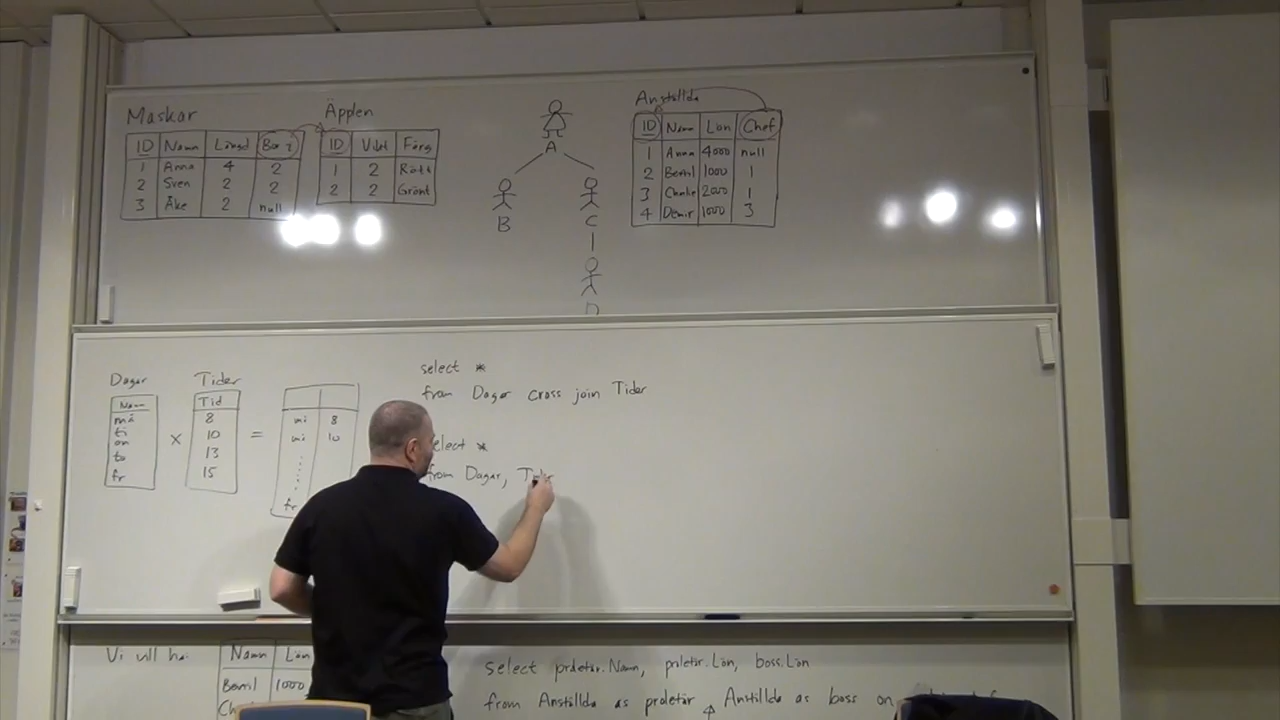 Maskar
ID Namn Längd Bor i
1 Anna 4 2
2 Sven 2 2
3 Åke 2 null
Äpplen
ID Vikt Färg
1 2 Rött
2 2 Grönt
A
B
C
D
Anställda
ID Namn Lön Chef
1 Anna 4000 null
2 Bertil 1000 1
3 2000 1
4 Demir 1000 3
Dagar
Namn
må
ti
on
to
fr
×
Tider
Tid
8
10
13
15
=
må 8
må 10
fr
select *
from Dagar cross join Tider
select *
from Dagar, Tider
Vi vill ha:
Namn Lön
Bertil 1000
select proletär.Namn, proletär.Lön, boss.Lön
from Anställda as proletär Anställda as boss on